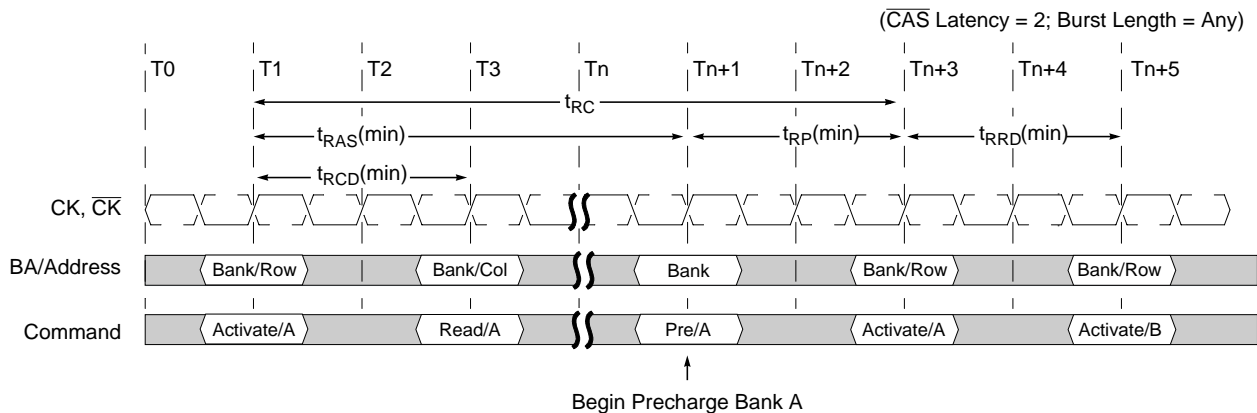 (CAS Latency = 2; Burst Length = Any)
T0 T1 T2 T3 Tn Tn+1 Tn+2 Tn+3 Tn+4 Tn+5
tRC
tRAS(min) tRP(min) tRRD(min)
tRCD(min)
CK, CK
BA/Address Bank/Row Bank/Col Bank Bank/Row Bank/Row
Command Activate/A Read/A Pre/A Activate/A Activate/B
Begin Precharge Bank A